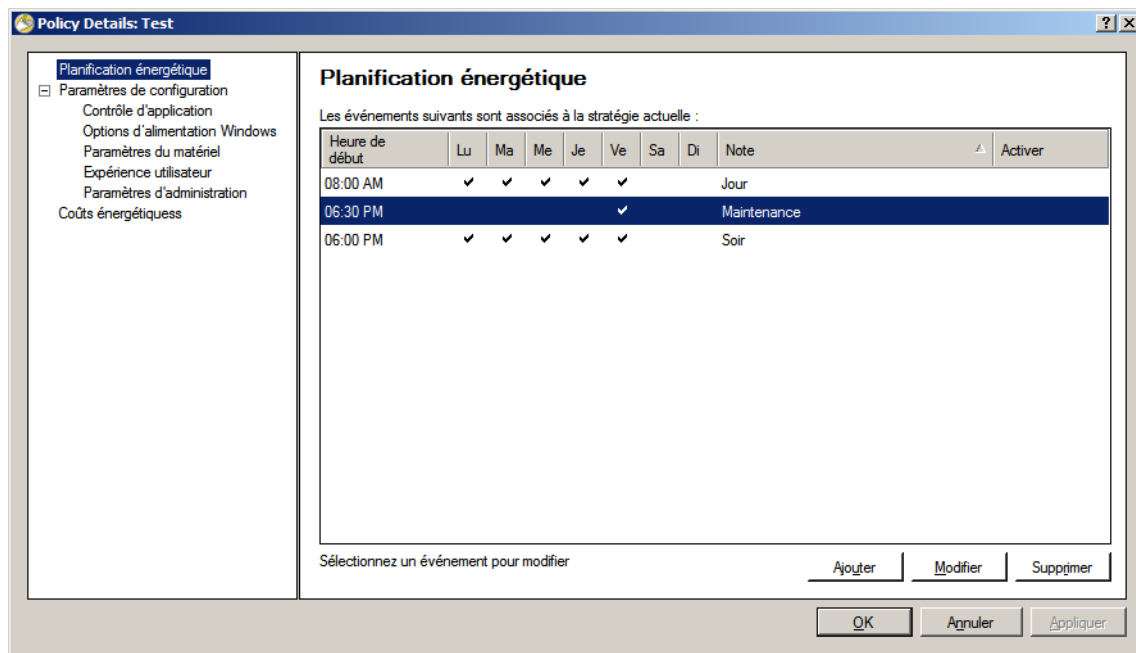 Policy Details: Test
Planification énergétique
Paramètres de configuration
Contrôle d'application
Options d'alimentation Windows
Paramètres du matériel
Expérience utilisateur
Paramètres d'administration
Coûts énergétiquess
Planification énergétique
Les événements suivants sont associés à la stratégie actuelle :
Heure de début Lu Ma Me Je Ve Sa Di Note Activer
08:00 AM Jour
06:30 PM Maintenance
06:00 PM Soir
Sélectionnez un événement pour modifier
Ajouter Modifier Supprimer
OK Annuler Appliquer